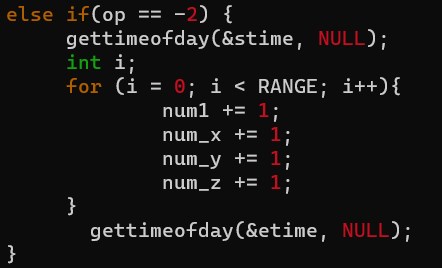 else if(op == -2) {
gettimeofday(&stime, NULL);
int i;
for (i = 0; i < RANGE; i++){
num1 += 1;
num_x += 1;
num_y += 1;
num_z += 1;
}
gettimeofday(&etime, NULL);
}